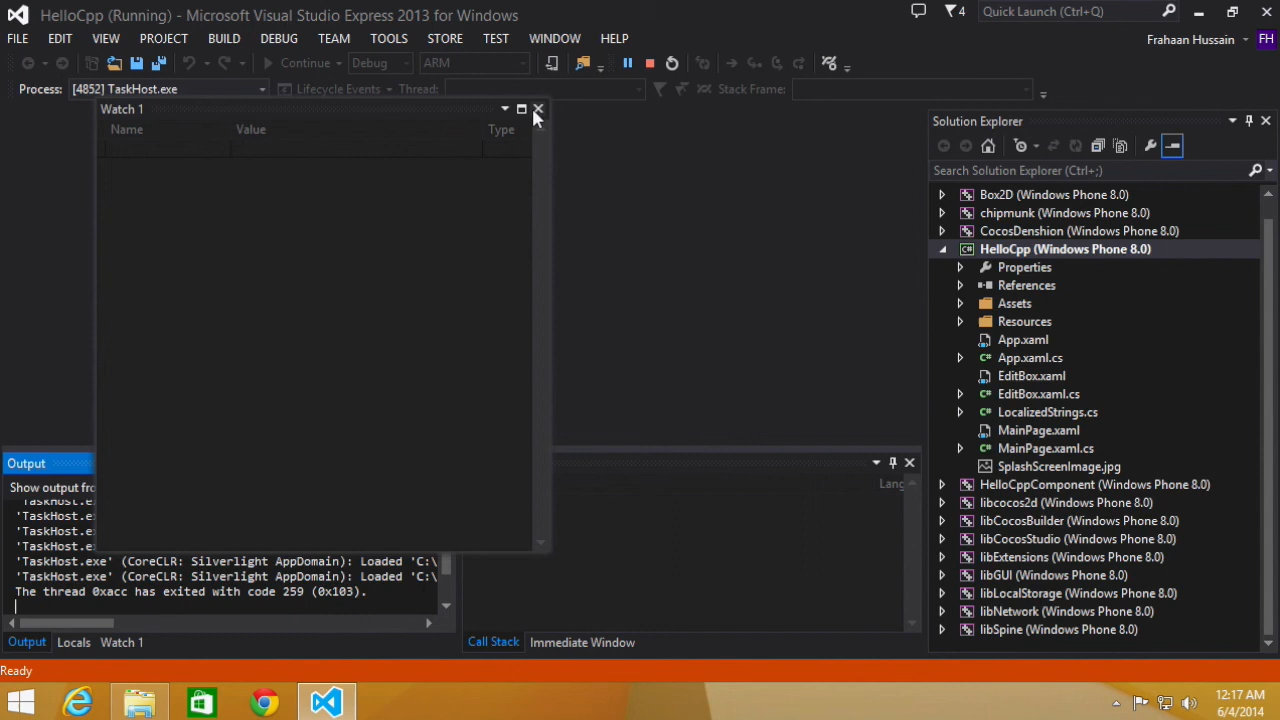 HelloCpp (Running) - Microsoft Visual Studio Express 2013 for Windows
4
Quick Launch (Ctrl+Q)
FILE EDIT VIEW PROJECT BUILD DEBUG TEAM TOOLS STORE TEST WINDOW HELP
Frahaan Hussain FH
Continue Debug ARM
Process: [4852] TaskHost.exe Lifecycle Events Thread: Stack Frame:
Watch 1
Name Value Type
Solution Explorer
Search Solution Explorer (Ctrl+;)
Box2D (Windows Phone 8.0)
chipmunk (Windows Phone 8.0)
CocosDenshion (Windows Phone 8.0)
C# HelloCpp (Windows Phone 8.0)
Properties
References
Assets
Resources
App.xaml
C# App.xaml.cs
EditBox.xaml
C# EditBox.xaml.cs
C# LocalizedStrings.cs
MainPage.xaml
C# MainPage.xaml.cs
SplashScreenImage.jpg
HelloCppComponent (Windows Phone 8.0)
libcocos2d (Windows Phone 8.0)
libCocosBuilder (Windows Phone 8.0)
libCocosStudio (Windows Phone 8.0)
libExtensions (Windows Phone 8.0)
libGUI (Windows Phone 8.0)
libLocalStorage (Windows Phone 8.0)
libNetwork (Windows Phone 8.0)
libSpine (Windows Phone 8.0)
Output
Show output fro
Lang
'TaskHost.e
'TaskHost.e
'TaskHost.e
'TaskHost.e
'TaskHost.exe' (CoreCLR: Silverlight AppDomain): Loaded 'C:\
'TaskHost.exe' (CoreCLR: Silverlight AppDomain): Loaded 'C:\
The thread 0xacc has exited with code 259 (0x103).
Output Locals Watch 1
Call Stack Immediate Window
Ready
12:17 AM
6/4/2014